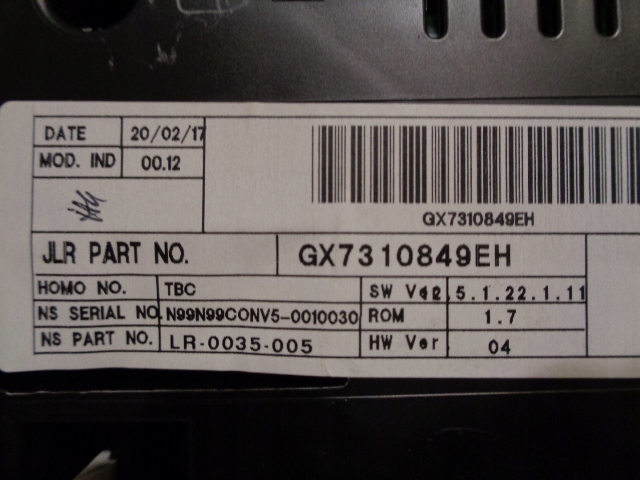 DATE 20/02/17
MOD. IND 00.12
GX7310849EH
JLR PART NO. GX7310849EH
HOMO NO. TBC SW Ver 5.1.22.1.11
NS SERIAL NO. N99N99CONV5-0010030 ROM 1.7
NS PART NO. LR-0035-005 HW Ver 04